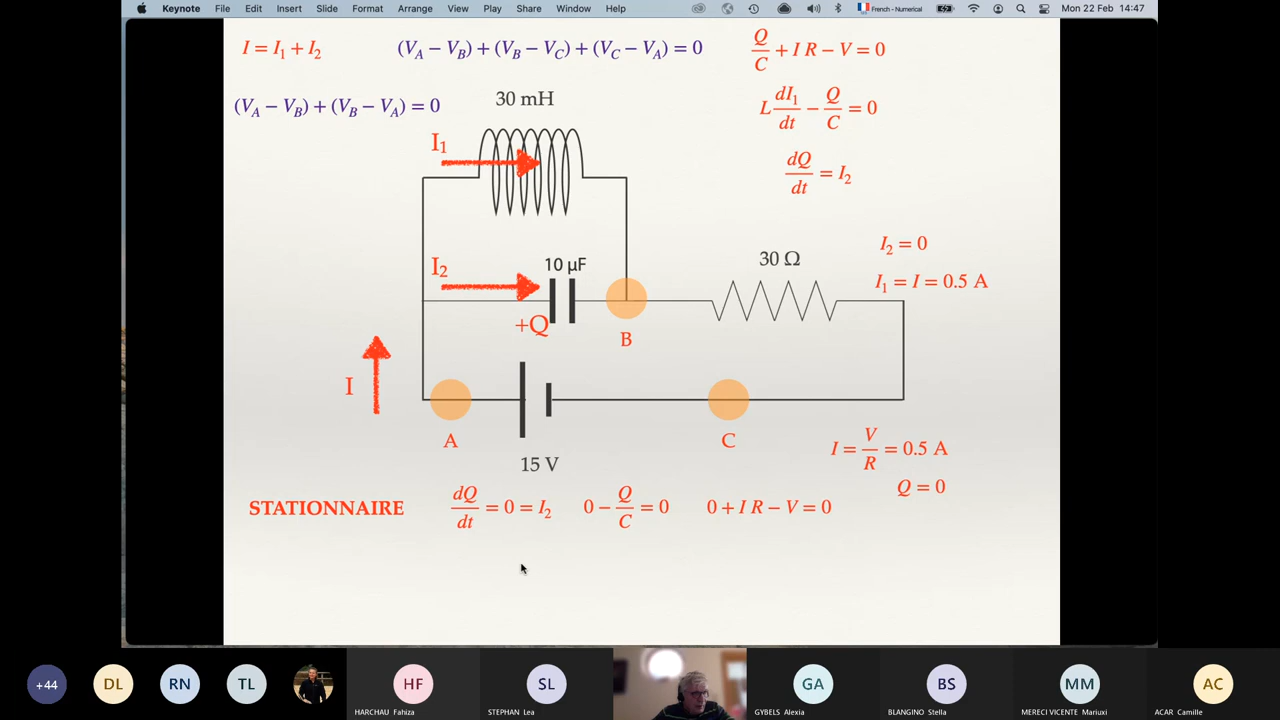 Keynote File Edit Insert Slide Format Arrange View Play Share Window Help French - Numerical Mon 22 Feb 14:47
I = I₁ + I₂
(V_A − V_B) + (V_B − V_C) + (V_C − V_A) = 0
Q/C + I R − V = 0
(V_A − V_B) + (V_B − V_A) = 0
30 mH
L dI₁/dt − Q/C = 0
I₁
dQ/dt = I₂
I₂ = 0
I₂
10 µF
30 Ω
I₁ = I = 0.5 A
+Q
B
I
A
C
15 V
I = V/R = 0.5 A
Q = 0
STATIONNAIRE
dQ/dt = 0 = I₂
0 − Q/C = 0
0 + I R − V = 0
+44 DL RN TL HF SL GA BS MM AC
HARCHAU Fahiza STEPHAN Lea GYBELS Alexia BLANGINO Stella MERECI VICENTE Mariuxi ACAR Camille